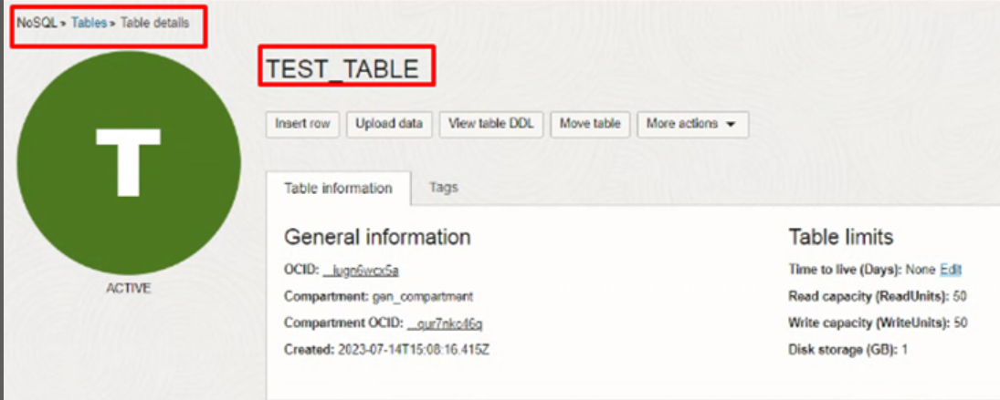 NoSQL » Tables » Table details
T
ACTIVE
TEST_TABLE
Insert row Upload data View table DDL Move table More actions
Table information Tags
General information
OCID: ...iugn6wcx5a
Compartment: gen_compartment
Compartment OCID: ...qur7nkc46q
Created: 2023-07-14T15:08:16.415Z
Table limits
Time to live (Days): None Edit
Read capacity (ReadUnits): 50
Write capacity (WriteUnits): 50
Disk storage (GB): 1